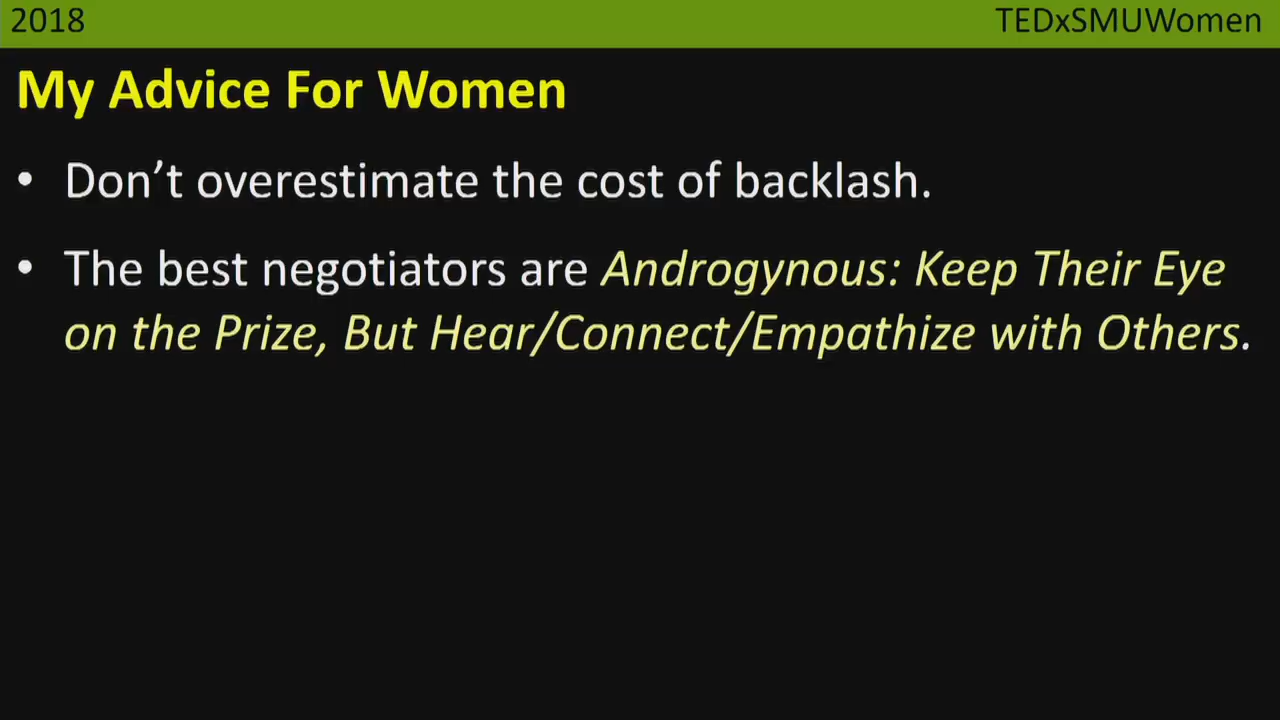 2018 TEDxSMUWomen
My Advice For Women
• Don’t overestimate the cost of backlash.
• The best negotiators are Androgynous: Keep Their Eye
on the Prize, But Hear/Connect/Empathize with Others.